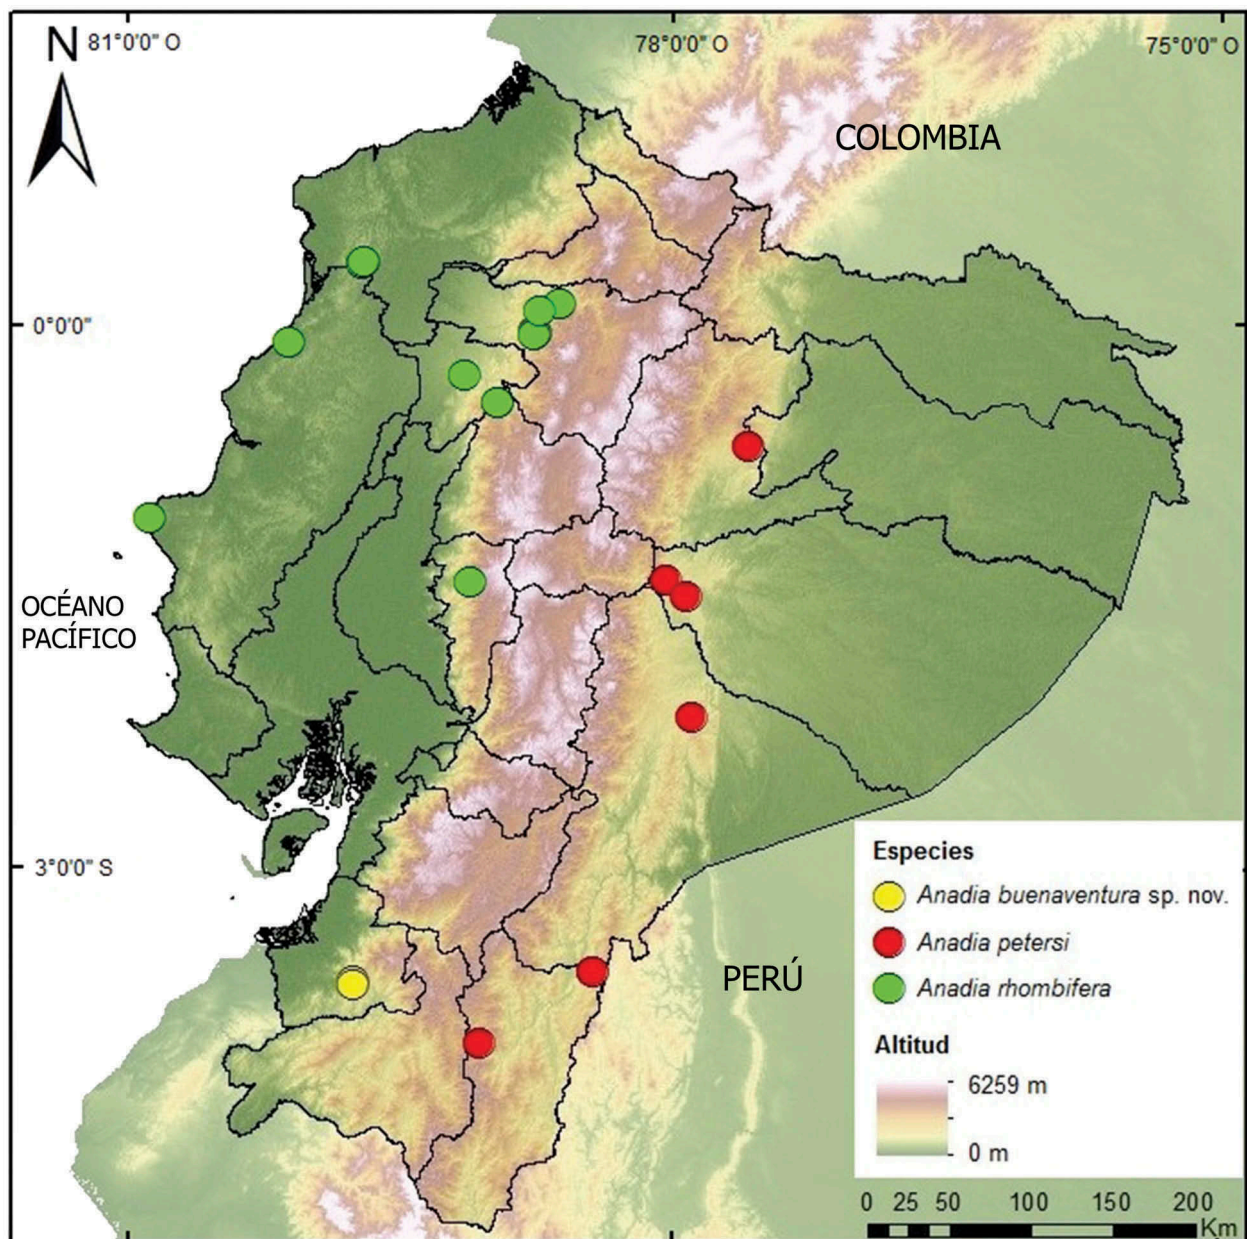 N
81°0'0" O
78°0'0" O
75°0'0" O
COLOMBIA
0°0'0"
OCÉANO
PACÍFICO
3°0'0" S
PERÚ
Especies
Anadia buenaventura sp. nov.
Anadia petersi
Anadia rhombifera
Altitud
6259 m
0 m
0 25 50 100 150 200
Km